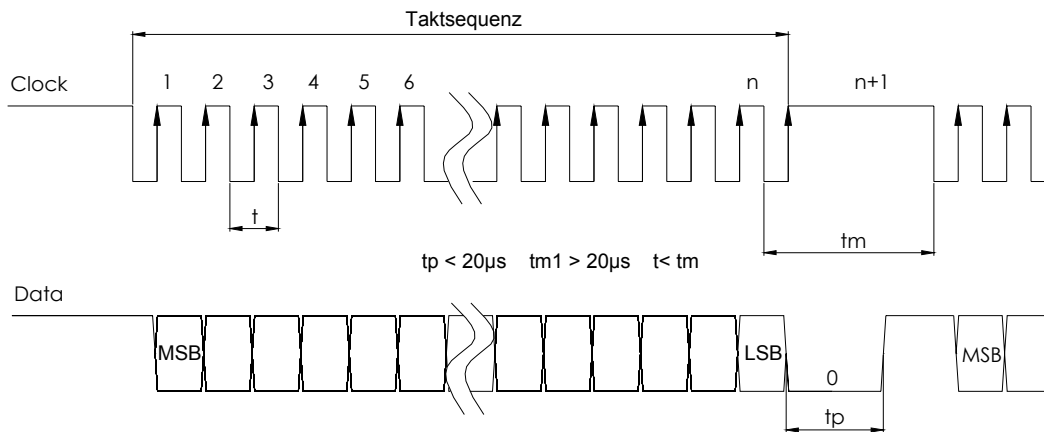 Taktsequenz
Clock 1 2 3 4 5 6 n n+1
t
tm
tp < 20µs tm1 > 20µs t< tm
Data
MSB LSB 0 MSB
tp